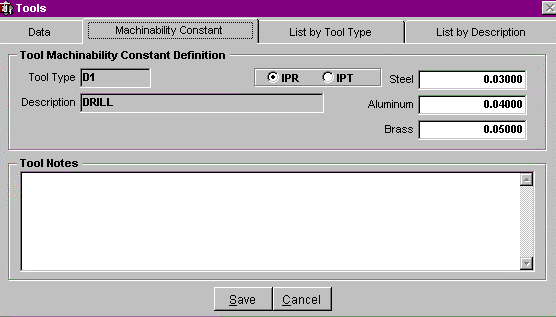 Tools
Data Machinability Constant List by Tool Type List by Description
Tool Machinability Constant Definition
Tool Type D1 IPR IPT Steel 0.03000
Description DRILL Aluminum 0.04000
Brass 0.05000
Tool Notes
Save Cancel